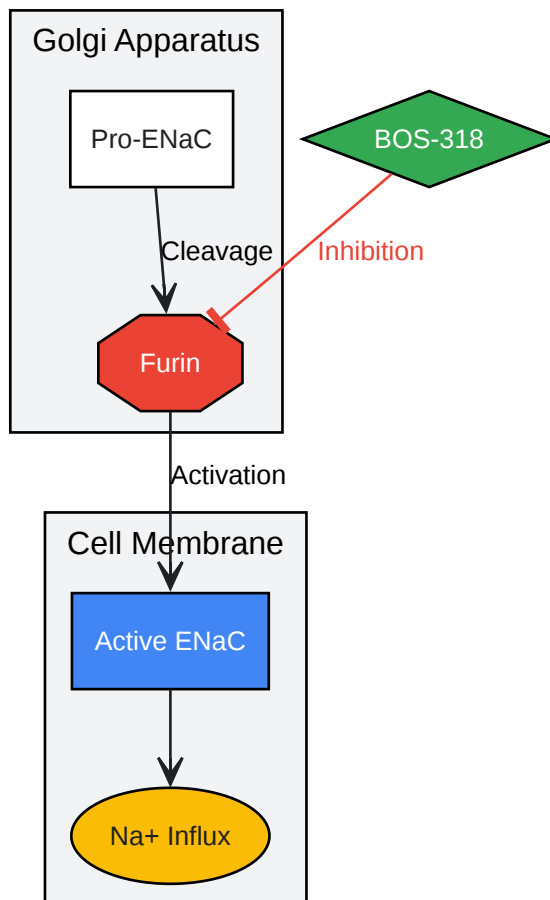 Golgi Apparatus
Pro-ENaC
BOS-318
Cleavage
Inhibition
Furin
Activation
Cell Membrane
Active ENaC
Na+ Influx